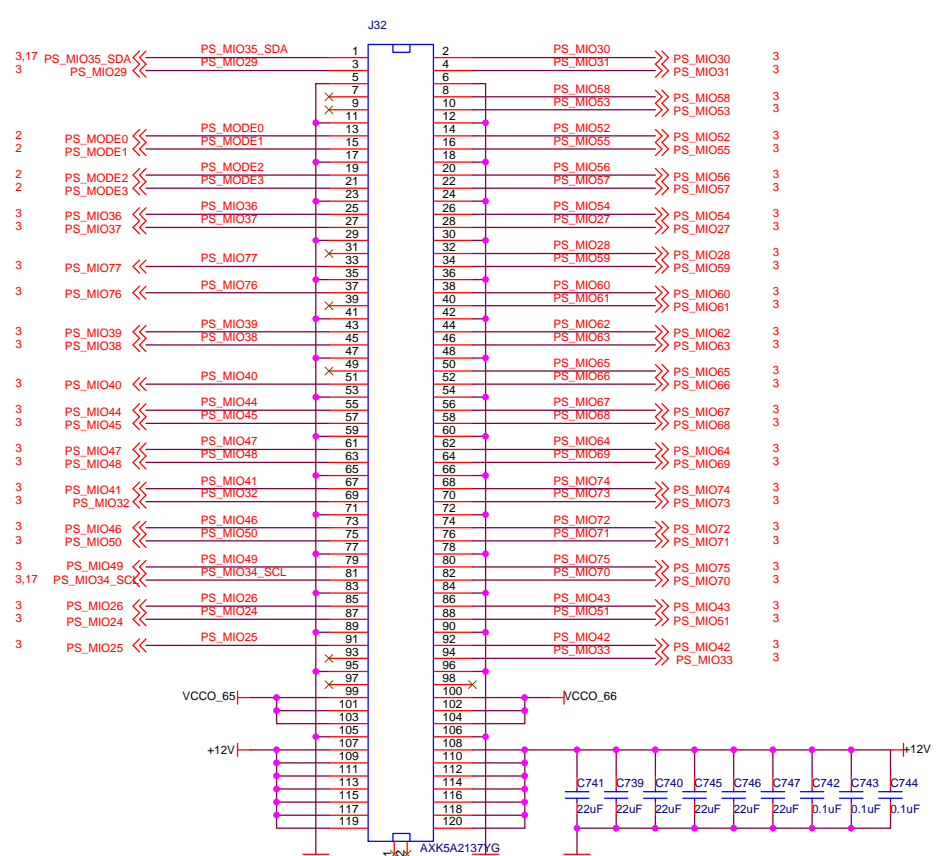 J32
3,17 PS_MIO35_SDA PS_MIO35_SDA 1 2 PS_MIO30 PS_MIO30 3
3 PS_MIO29 PS_MIO29 3 4 PS_MIO31 PS_MIO31 3
5 6
7 8 PS_MIO58 PS_MIO58 3
9 10 PS_MIO53 PS_MIO53 3
11 12
2 PS_MODE0 PS_MODE0 13 14 PS_MIO52 PS_MIO52 3
2 PS_MODE1 PS_MODE1 15 16 PS_MIO55 PS_MIO55 3
17 18
2 PS_MODE2 PS_MODE2 19 20 PS_MIO56 PS_MIO56 3
2 PS_MODE3 PS_MODE3 21 22 PS_MIO57 PS_MIO57 3
23 24
3 PS_MIO36 PS_MIO36 25 26 PS_MIO54 PS_MIO54 3
3 PS_MIO37 PS_MIO37 27 28 PS_MIO27 PS_MIO27 3
29 30
31 32 PS_MIO28 PS_MIO28 3
3 PS_MIO77 PS_MIO77 33 34 PS_MIO59 PS_MIO59 3
35 36
3 PS_MIO76 PS_MIO76 37 38 PS_MIO60 PS_MIO60 3
39 40 PS_MIO61 PS_MIO61 3
41 42
3 PS_MIO39 PS_MIO39 43 44 PS_MIO62 PS_MIO62 3
3 PS_MIO38 PS_MIO38 45 46 PS_MIO63 PS_MIO63 3
47 48
49 50 PS_MIO65 PS_MIO65 3
3 PS_MIO40 PS_MIO40 51 52 PS_MIO66 PS_MIO66 3
53 54
3 PS_MIO44 PS_MIO44 55 56 PS_MIO67 PS_MIO67 3
3 PS_MIO45 PS_MIO45 57 58 PS_MIO68 PS_MIO68 3
59 60
3 PS_MIO47 PS_MIO47 61 62 PS_MIO64 PS_MIO64 3
3 PS_MIO48 PS_MIO48 63 64 PS_MIO69 PS_MIO69 3
65 66
3 PS_MIO41 PS_MIO41 67 68 PS_MIO74 PS_MIO74 3
3 PS_MIO32 PS_MIO32 69 70 PS_MIO73 PS_MIO73 3
71 72
3 PS_MIO46 PS_MIO46 73 74 PS_MIO72 PS_MIO72 3
3 PS_MIO50 PS_MIO50 75 76 PS_MIO71 PS_MIO71 3
77 78
3 PS_MIO49 PS_MIO49 79 80 PS_MIO75 PS_MIO75 3
3,17 PS_MIO34_SCL PS_MIO34_SCL 81 82 PS_MIO70 PS_MIO70 3
83 84
3 PS_MIO26 PS_MIO26 85 86 PS_MIO43 PS_MIO43 3
3 PS_MIO24 PS_MIO24 87 88 PS_MIO51 PS_MIO51 3
89 90
3 PS_MIO25 PS_MIO25 91 92 PS_MIO42 PS_MIO42 3
93 94 PS_MIO33 PS_MIO33 3
95 96
97 98
VCCO_65 99 100 VCCO_66
101 102
103 104
105 106
+12V 107 108 +12V
109 110
111 112
113 114 C741 C739 C740 C745 C746 C747 C742 C743 C744
115 116
117 118 22uF 22uF 22uF 22uF 22uF 22uF 0.1uF 0.1uF 0.1uF
119 120
AXK5A2137YG
1 2